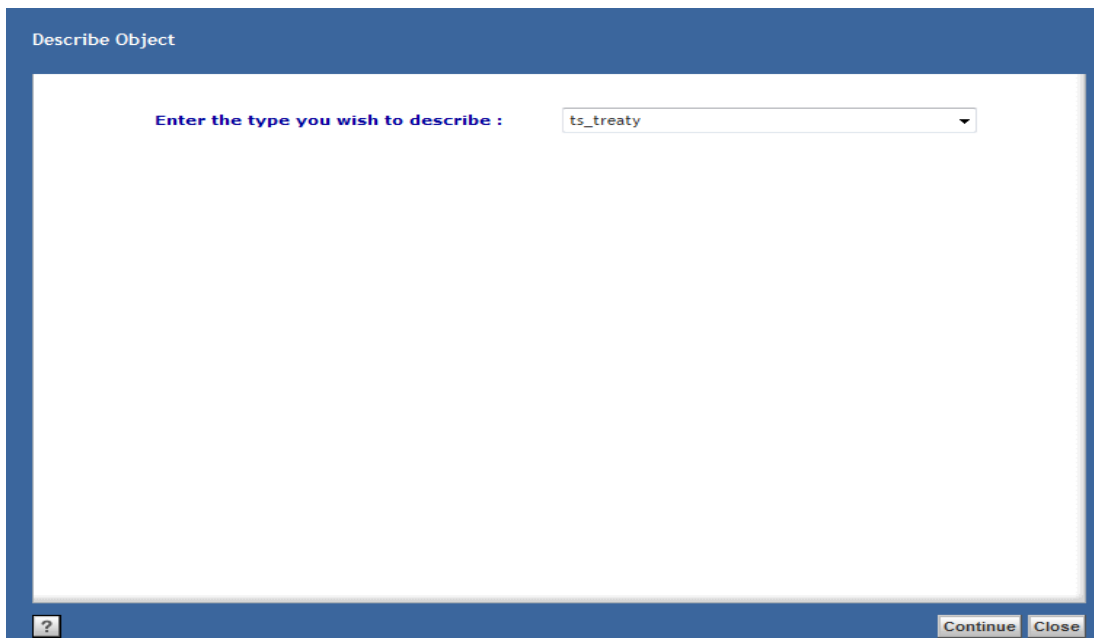 Describe Object
Enter the type you wish to describe : ts_treaty
? Continue Close